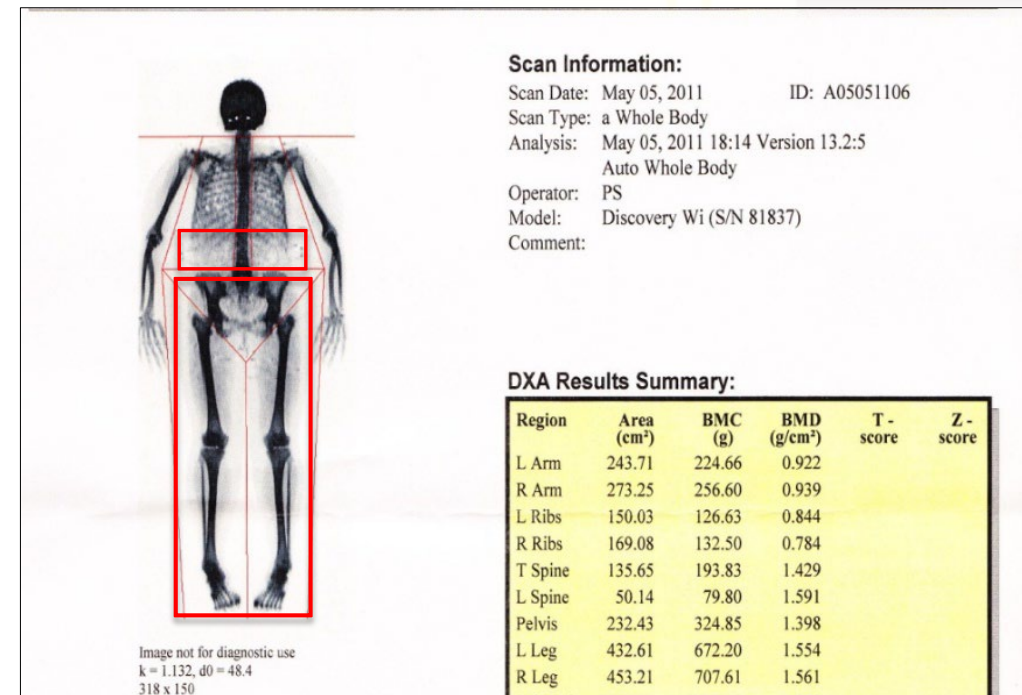 Scan Information:
Scan Date: May 05, 2011 ID: A05051106
Scan Type: a Whole Body
Analysis: May 05, 2011 18:14 Version 13.2:5
Auto Whole Body
Operator: PS
Model: Discovery Wi (S/N 81837)
Comment:
DXA Results Summary:
Region Area (cm²) BMC (g) BMD (g/cm²) T - score Z - score
L Arm 243.71 224.66 0.922
R Arm 273.25 256.60 0.939
L Ribs 150.03 126.63 0.844
R Ribs 169.08 132.50 0.784
T Spine 135.65 193.83 1.429
L Spine 50.14 79.80 1.591
Pelvis 232.43 324.85 1.398
L Leg 432.61 672.20 1.554
R Leg 453.21 707.61 1.561
Image not for diagnostic use
k = 1.132, d0 = 48.4
318 x 150